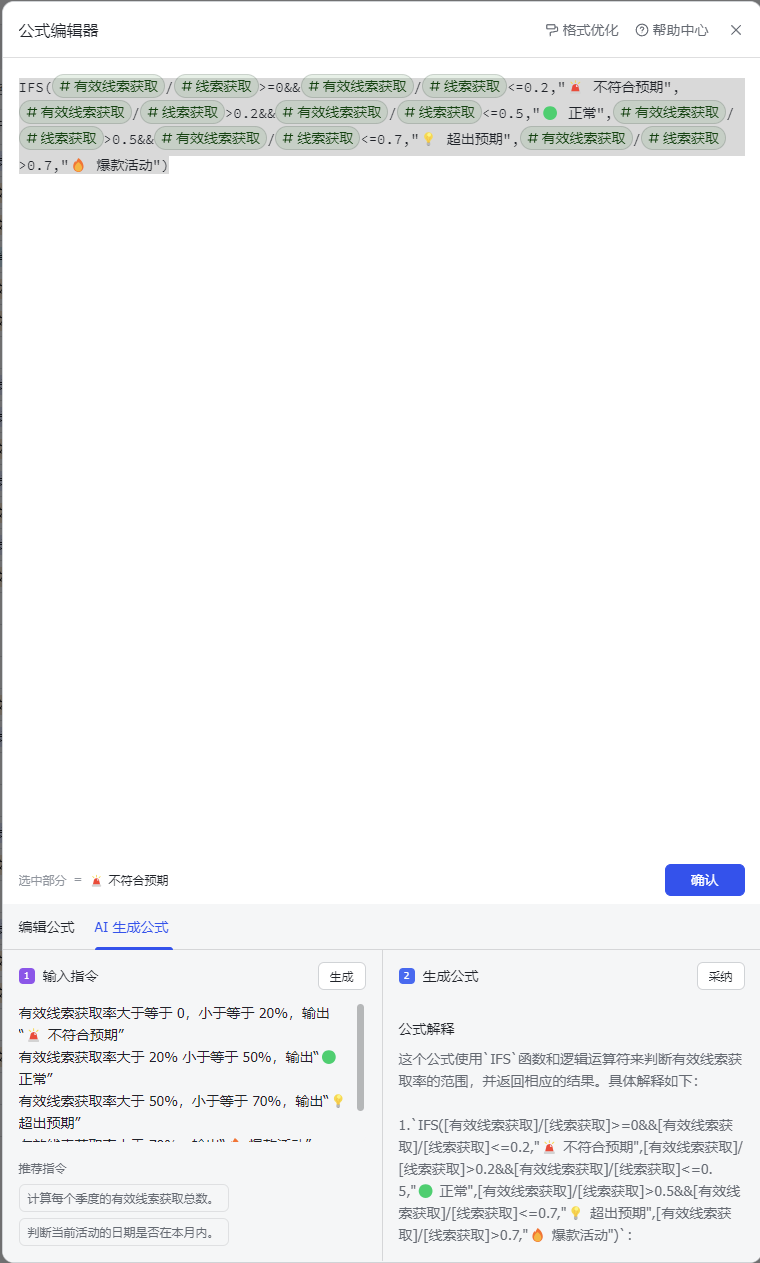 公式编辑器
格式优化
帮助中心
IFS(# 有效线索获取/# 线索获取>=0&&# 有效线索获取/# 线索获取<=0.2,"🚨 不符合预期",
# 有效线索获取/# 线索获取>0.2&&# 有效线索获取/# 线索获取<=0.5,"🟢 正常",# 有效线索获取/
# 线索获取>0.5&&# 有效线索获取/# 线索获取<=0.7,"💡 超出预期",# 有效线索获取/# 线索获取
>0.7,"🔥 爆款活动")
选中部分 = 🚨 不符合预期
确认
编辑公式
AI 生成公式
1 输入指令
生成
有效线索获取率大于等于 0，小于等于 20%，输出
“🚨 不符合预期”
有效线索获取率大于 20% 小于等于 50%，输出“🟢
正常”
有效线索获取率大于 50%，小于等于 70%，输出“💡
超出预期”
有效线索获取率大于 70%，输出“🔥 爆款活动”
推荐指令
计算每个季度的有效线索获取总数。
判断当前活动的日期是否在本月内。
2 生成公式
采纳
公式解释
这个公式使用`IFS`函数和逻辑运算符来判断有效线索获
取率的范围，并返回相应的结果。具体解释如下：
1.`IFS([有效线索获取]/[线索获取]>=0&&[有效线索获
取]/[线索获取]<=0.2,"🚨 不符合预期",[有效线索获取]/
[线索获取]>0.2&&[有效线索获取]/[线索获取]<=0.
5,"🟢 正常",[有效线索获取]/[线索获取]>0.5&&[有效线
索获取]/[线索获取]<=0.7,"💡 超出预期",[有效线索获
取]/[线索获取]>0.7,"🔥 爆款活动")`：